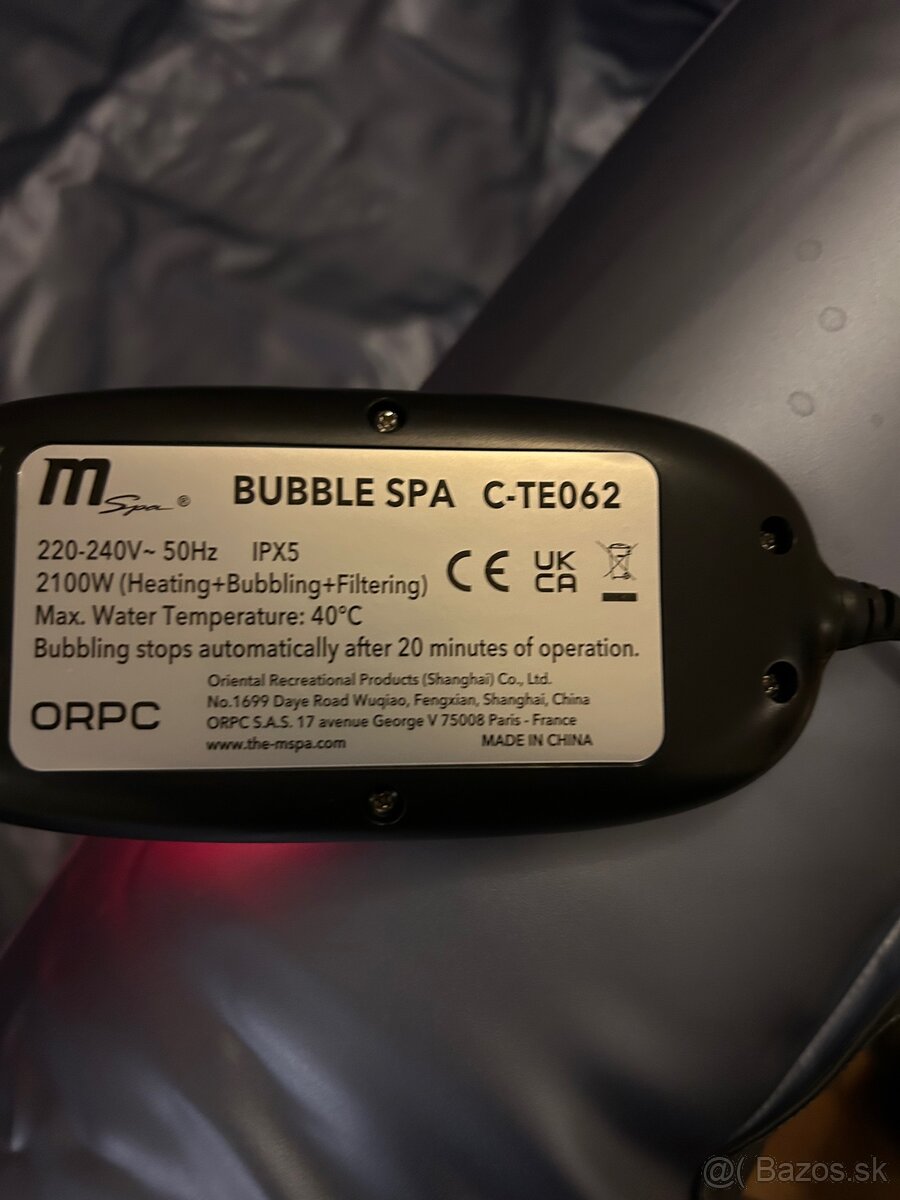 mSpa® BUBBLE SPA C-TE062
220-240V~ 50Hz IPX5
2100W (Heating+Bubbling+Filtering)
CE UK CA
Max. Water Temperature: 40°C
Bubbling stops automatically after 20 minutes of operation.
Oriental Recreational Products (Shanghai) Co., Ltd.
No.1699 Daye Road Wuqiao, Fengxian, Shanghai, China
ORPC
ORPC S.A.S. 17 avenue George V 75008 Paris - France
www.the-mspa.com MADE IN CHINA
@( Bazos.sk